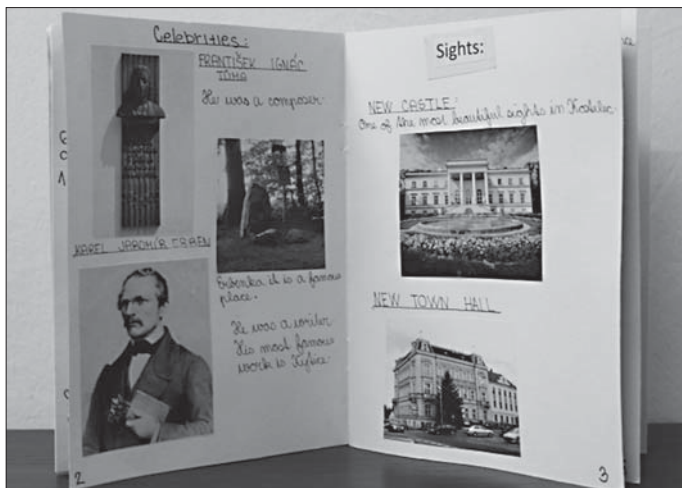 Celebrities:
FRANTIŠEK IGNÁC
TŮMA
He was a composer.
KAREL JAROMÍR ERBEN
Erbenka it is a famous
place.
He was a writer.
His most famous
work is Kytice.
2
Sights:
NEW CASTLE:
One of the most beautiful sights in Kostelec.
NEW TOWN HALL
3